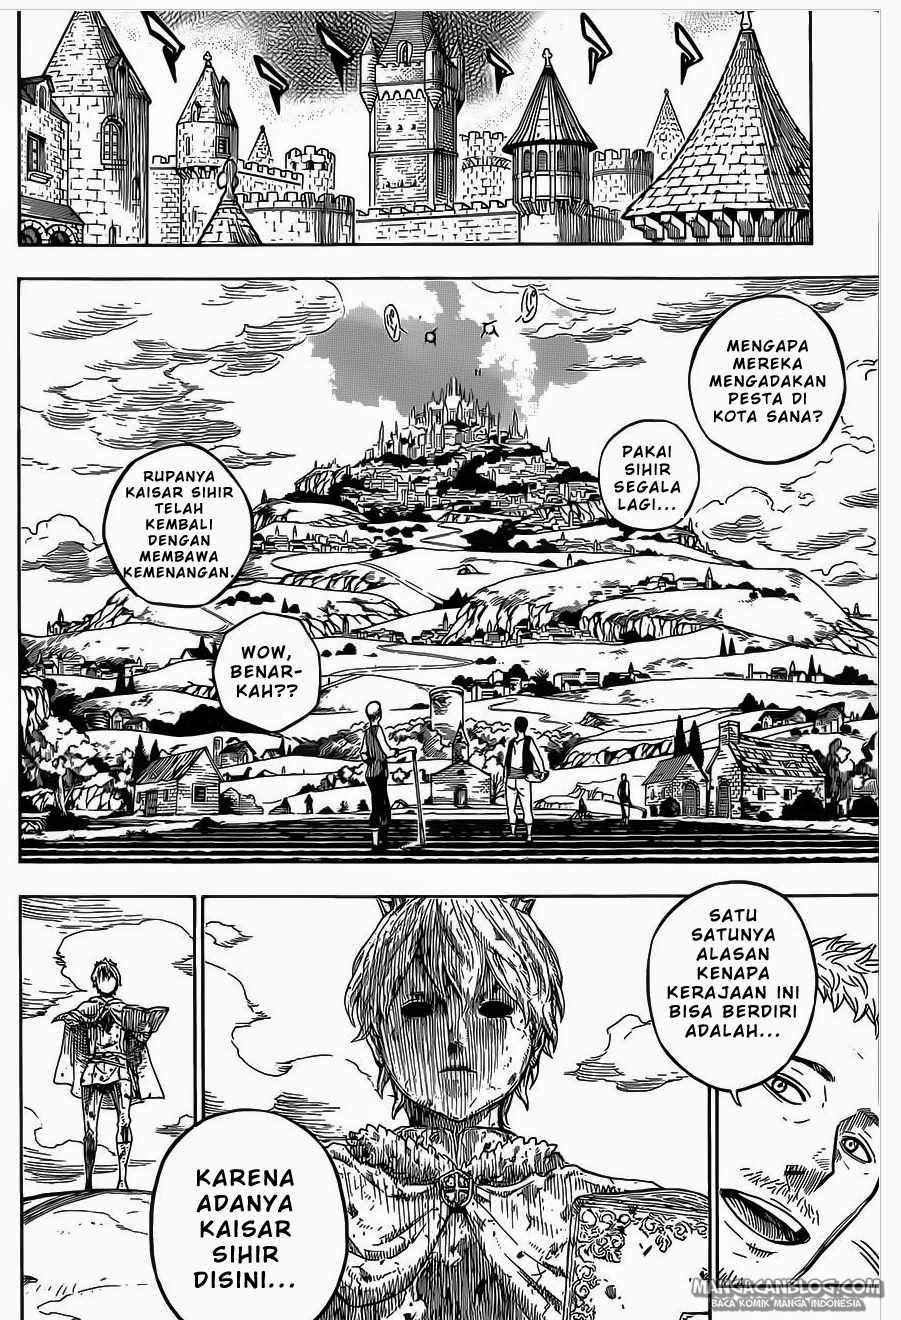 MENGAPA
MEREKA
MENGADAKAN
PESTA DI
KOTA SANA?
PAKAI
SIHIR
SEGALA
LAGI...
RUPANYA
KAISAR SIHIR
TELAH
KEMBALI
DENGAN
MEMBAWA
KEMENANGAN.
WOW,
BENAR-
KAH??
SATU
SATUNYA
ALASAN
KENAPA
KERAJAAN INI
BISA BERDIRI
ADALAH...
KARENA
ADANYA
KAISAR
SIHIR
DISINI...
MANGACANBLOG.COM
BACA KOMIK MANGA INDONESIA